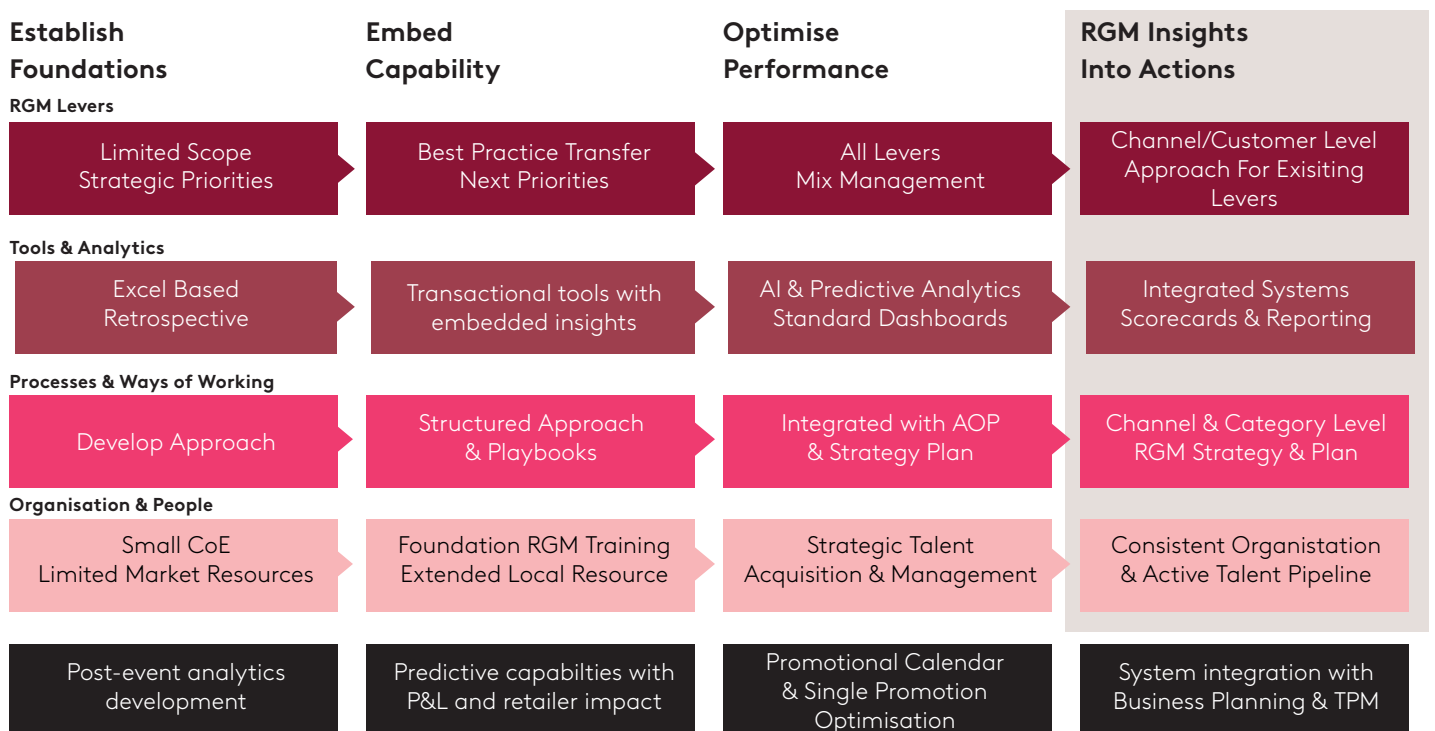 Establish
Foundations
Embed
Capability
Optimise
Performance
RGM Insights
Into Actions
RGM Levers
Limited Scope
Strategic Priorities
Best Practice Transfer
Next Priorities
All Levers
Mix Management
Channel/Customer Level
Approach For Exisiting
Levers
Tools & Analytics
Excel Based
Retrospective
Transactional tools with
embedded insights
AI & Predictive Analytics
Standard Dashboards
Integrated Systems
Scorecards & Reporting
Processes & Ways of Working
Develop Approach
Structured Approach
& Playbooks
Integrated with AOP
& Strategy Plan
Channel & Category Level
RGM Strategy & Plan
Organisation & People
Small CoE
Limited Market Resources
Foundation RGM Training
Extended Local Resource
Strategic Talent
Acquisition & Management
Consistent Organistation
& Active Talent Pipeline
Post-event analytics
development
Predictive capabilties with
P&L and retailer impact
Promotional Calendar
& Single Promotion
Optimisation
System integration with
Business Planning & TPM